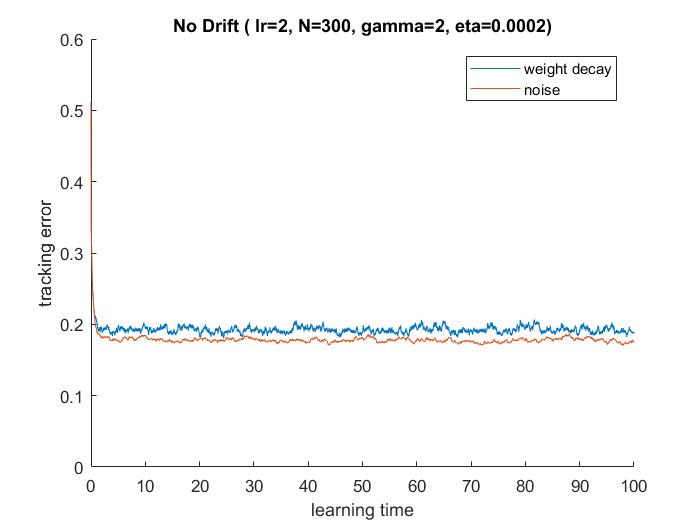 No Drift ( lr=2, N=300, gamma=2, eta=0.0002)
0.6
weight decay
noise
0.5
0.4
0.3
0.2
0.1
0
tracking error
0 10 20 30 40 50 60 70 80 90 100
learning time